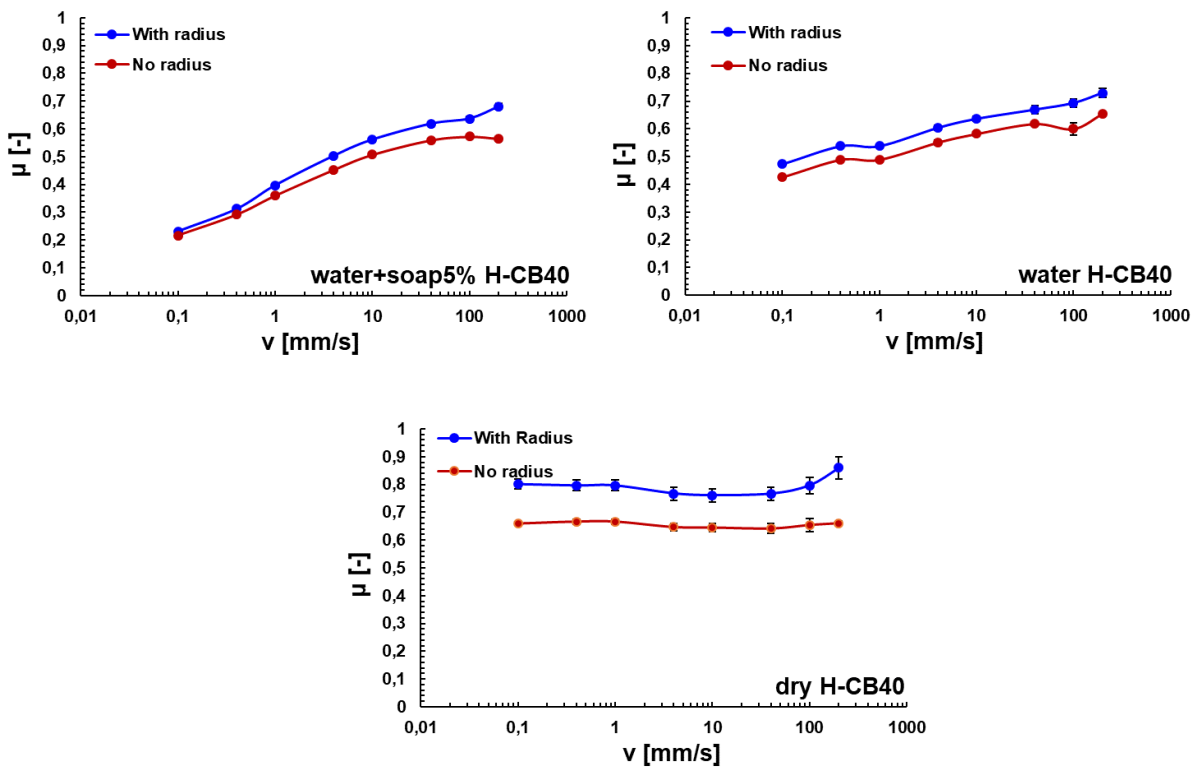 1
0,9
0,8
0,7
0,6
0,5
0,4
0,3
0,2
0,1
0
μ [-]
With radius
No radius
water+soap5% H-CB40
0,01 0,1 1 10 100 1000
v [mm/s]
1
0,9
0,8
0,7
0,6
0,5
0,4
0,3
0,2
0,1
0
μ [-]
With radius
No radius
water H-CB40
0,01 0,1 1 10 100 1000
v [mm/s]
1
0,9
0,8
0,7
0,6
0,5
0,4
0,3
0,2
0,1
0
μ [-]
With Radius
No radius
dry H-CB40
0,01 0,1 1 10 100 1000
v [mm/s]